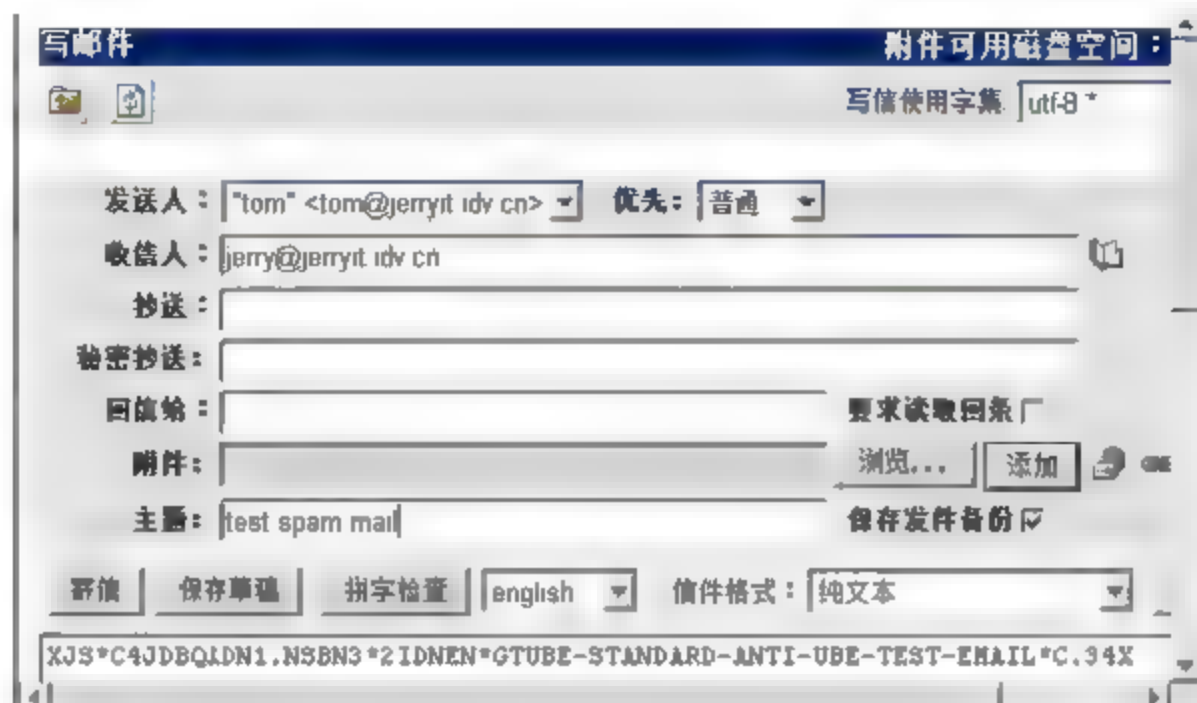 写邮件 附件可用磁盘空间：
写信使用字集 utf-8 *
发送人： "tom" <tom@jerryit idv cn> 优先： 普通
收信人： jerry@jerryit idv cn
抄送：
秘密抄送：
回信给： 要求读取回条
附件： 浏览... 添加
主题： test spam mail 保存发件备份
寄信 保存草稿 拼字检查 english 信件格式： 纯文本
XJS*C4JDBQADN1.NSBN3*2IDNEN*GTUBE-STANDARD-ANTI-UBE-TEST-EMAIL*C.34X